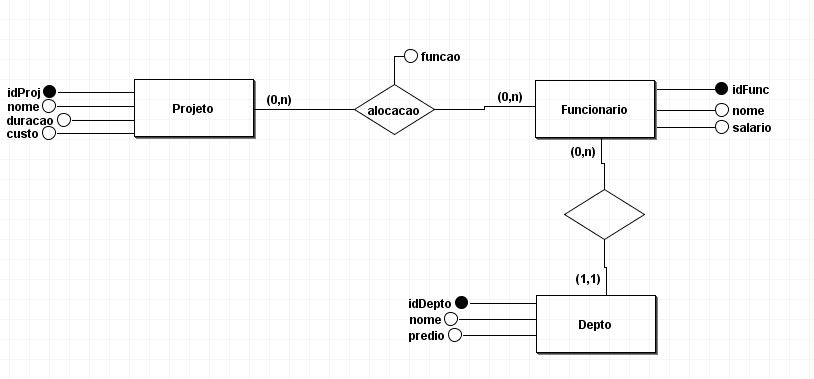 funcao
idProj
nome
duracao
custo
Projeto
(0,n)
alocacao
(0,n)
Funcionario
idFunc
nome
salario
(0,n)
(1,1)
idDepto
nome
predio
Depto